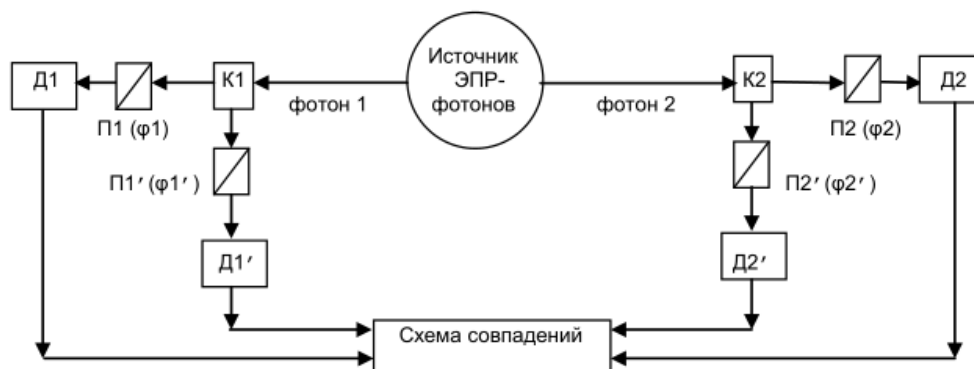 Источник
ЭПР-
фотонов
Д1
К1
фотон 1
фотон 2
К2
Д2
П1 (φ1)
П2 (φ2)
П1′ (φ1′ )
П2′ (φ2′ )
Д1′
Д2′
Схема совпадений